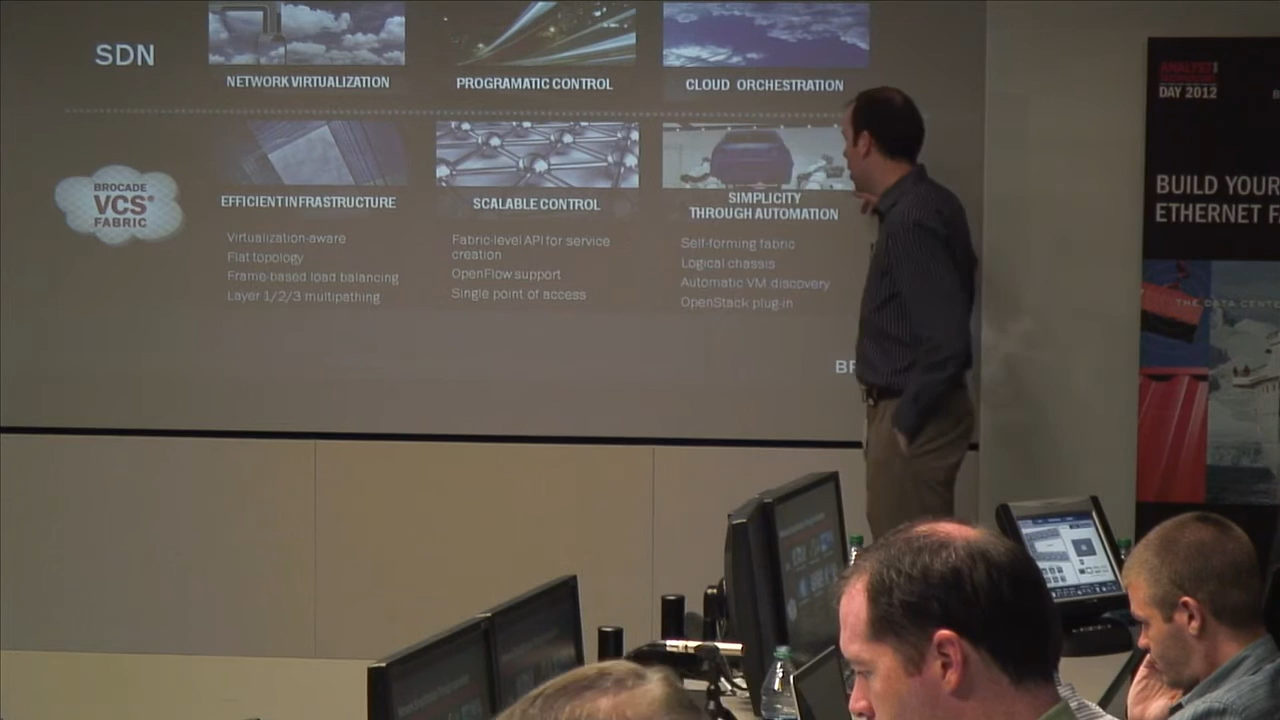 SDN
NETWORK VIRTUALIZATION
PROGRAMATIC CONTROL
CLOUD ORCHESTRATION
BROCADE
VCS®
FABRIC
EFFICIENT INFRASTRUCTURE
Virtualization-aware
Flat topology
Frame-based load balancing
Layer 1/2/3 multipathing
SCALABLE CONTROL
Fabric-level API for service
creation
OpenFlow support
Single point of access
SIMPLICITY
THROUGH AUTOMATION
Self-forming fabric
Logical chassis
Automatic VM discovery
OpenStack plug-in
BR
ANALYST
DAY 2012
BUILD YOUR
ETHERNET F
THE DATA CENTE